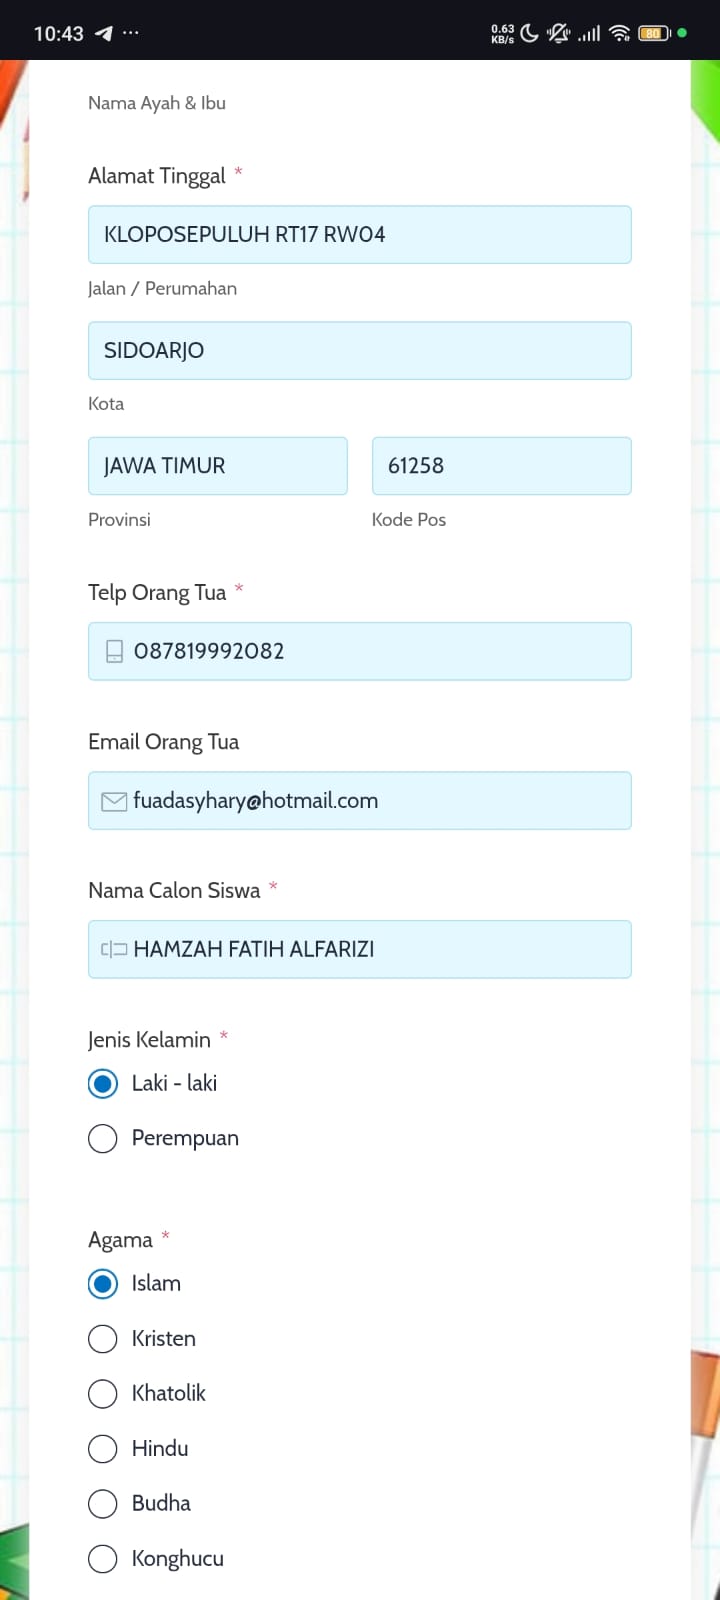 10:43
0.63
KB/s
80
Nama Ayah & Ibu
Alamat Tinggal *
KLOPOSEPULUH RT17 RW04
Jalan / Perumahan
SIDOARJO
Kota
JAWA TIMUR 61258
Provinsi Kode Pos
Telp Orang Tua *
087819992082
Email Orang Tua
fuadasyhary@hotmail.com
Nama Calon Siswa *
HAMZAH FATIH ALFARIZI
Jenis Kelamin *
Laki - laki
Perempuan
Agama *
Islam
Kristen
Khatolik
Hindu
Budha
Konghucu